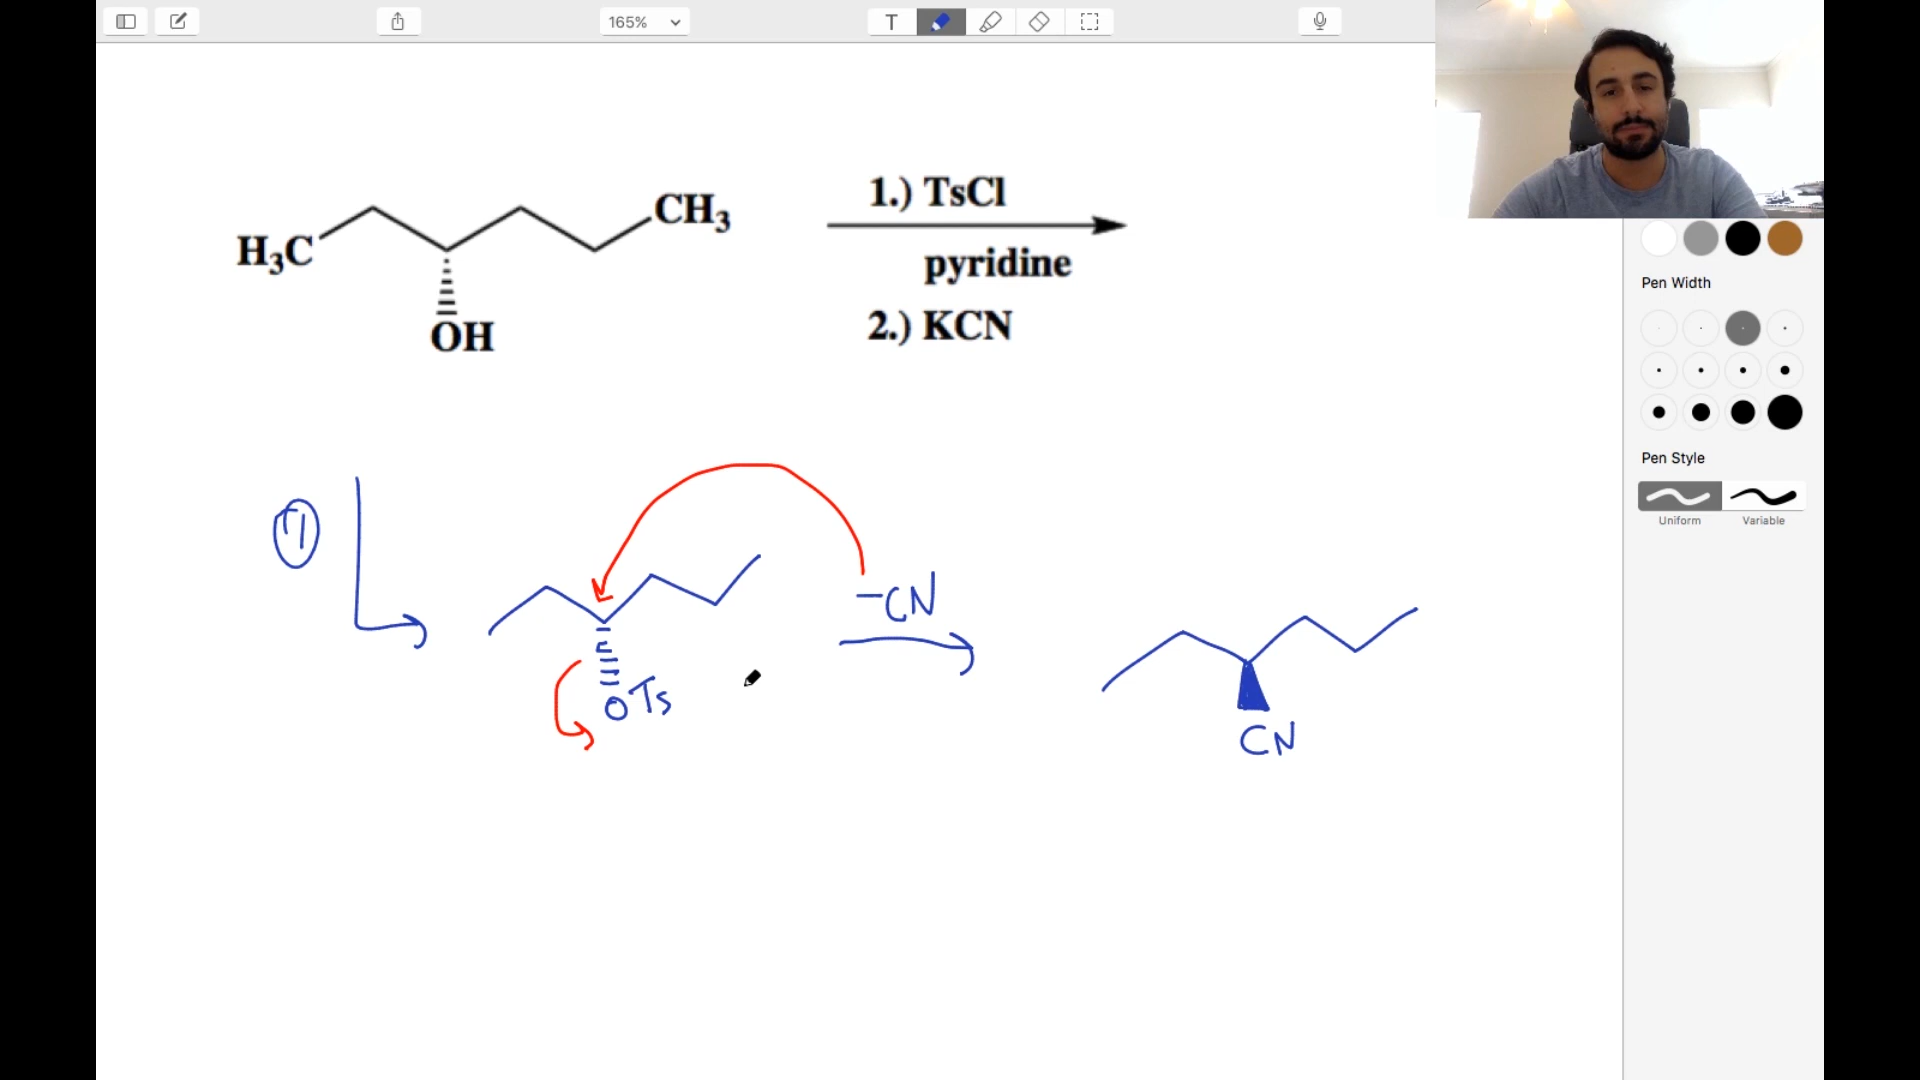 165%
T
1.) TsCl
CH3
H3C
pyridine
OH
2.) KCN
Pen Width
Pen Style
Uniform
Variable
1
-CN
OTs
CN